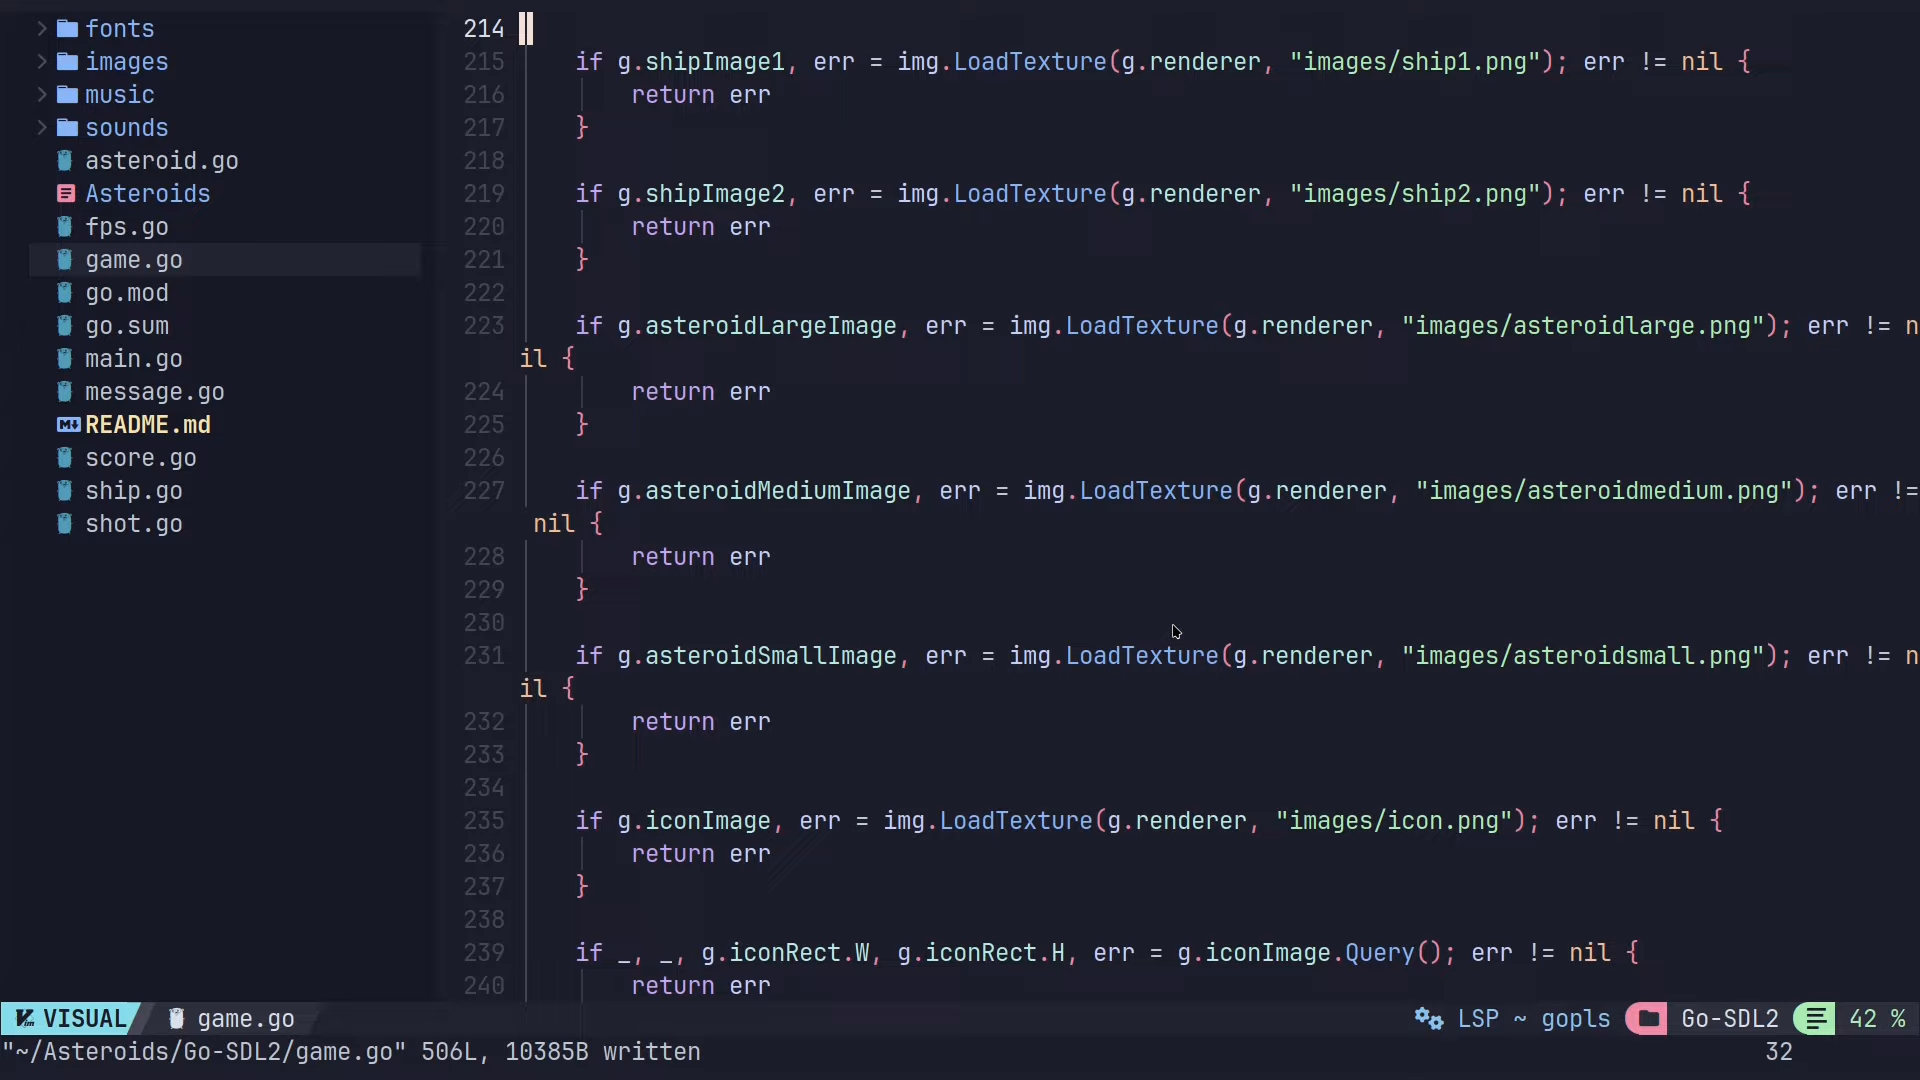 fonts
images
music
sounds
asteroid.go
Asteroids
fps.go
game.go
go.mod
go.sum
main.go
message.go
README.md
score.go
ship.go
shot.go
214
215 if g.shipImage1, err = img.LoadTexture(g.renderer, "images/ship1.png"); err != nil {
216 return err
217 }
218
219 if g.shipImage2, err = img.LoadTexture(g.renderer, "images/ship2.png"); err != nil {
220 return err
221 }
222
223 if g.asteroidLargeImage, err = img.LoadTexture(g.renderer, "images/asteroidlarge.png"); err != n
il {
224 return err
225 }
226
227 if g.asteroidMediumImage, err = img.LoadTexture(g.renderer, "images/asteroidmedium.png"); err !=
nil {
228 return err
229 }
230
231 if g.asteroidSmallImage, err = img.LoadTexture(g.renderer, "images/asteroidsmall.png"); err != n
il {
232 return err
233 }
234
235 if g.iconImage, err = img.LoadTexture(g.renderer, "images/icon.png"); err != nil {
236 return err
237 }
238
239 if _, _, g.iconRect.W, g.iconRect.H, err = g.iconImage.Query(); err != nil {
240 return err
VISUAL game.go LSP ~ gopls Go-SDL2 42 %
"~/Asteroids/Go-SDL2/game.go" 506L, 10385B written 32